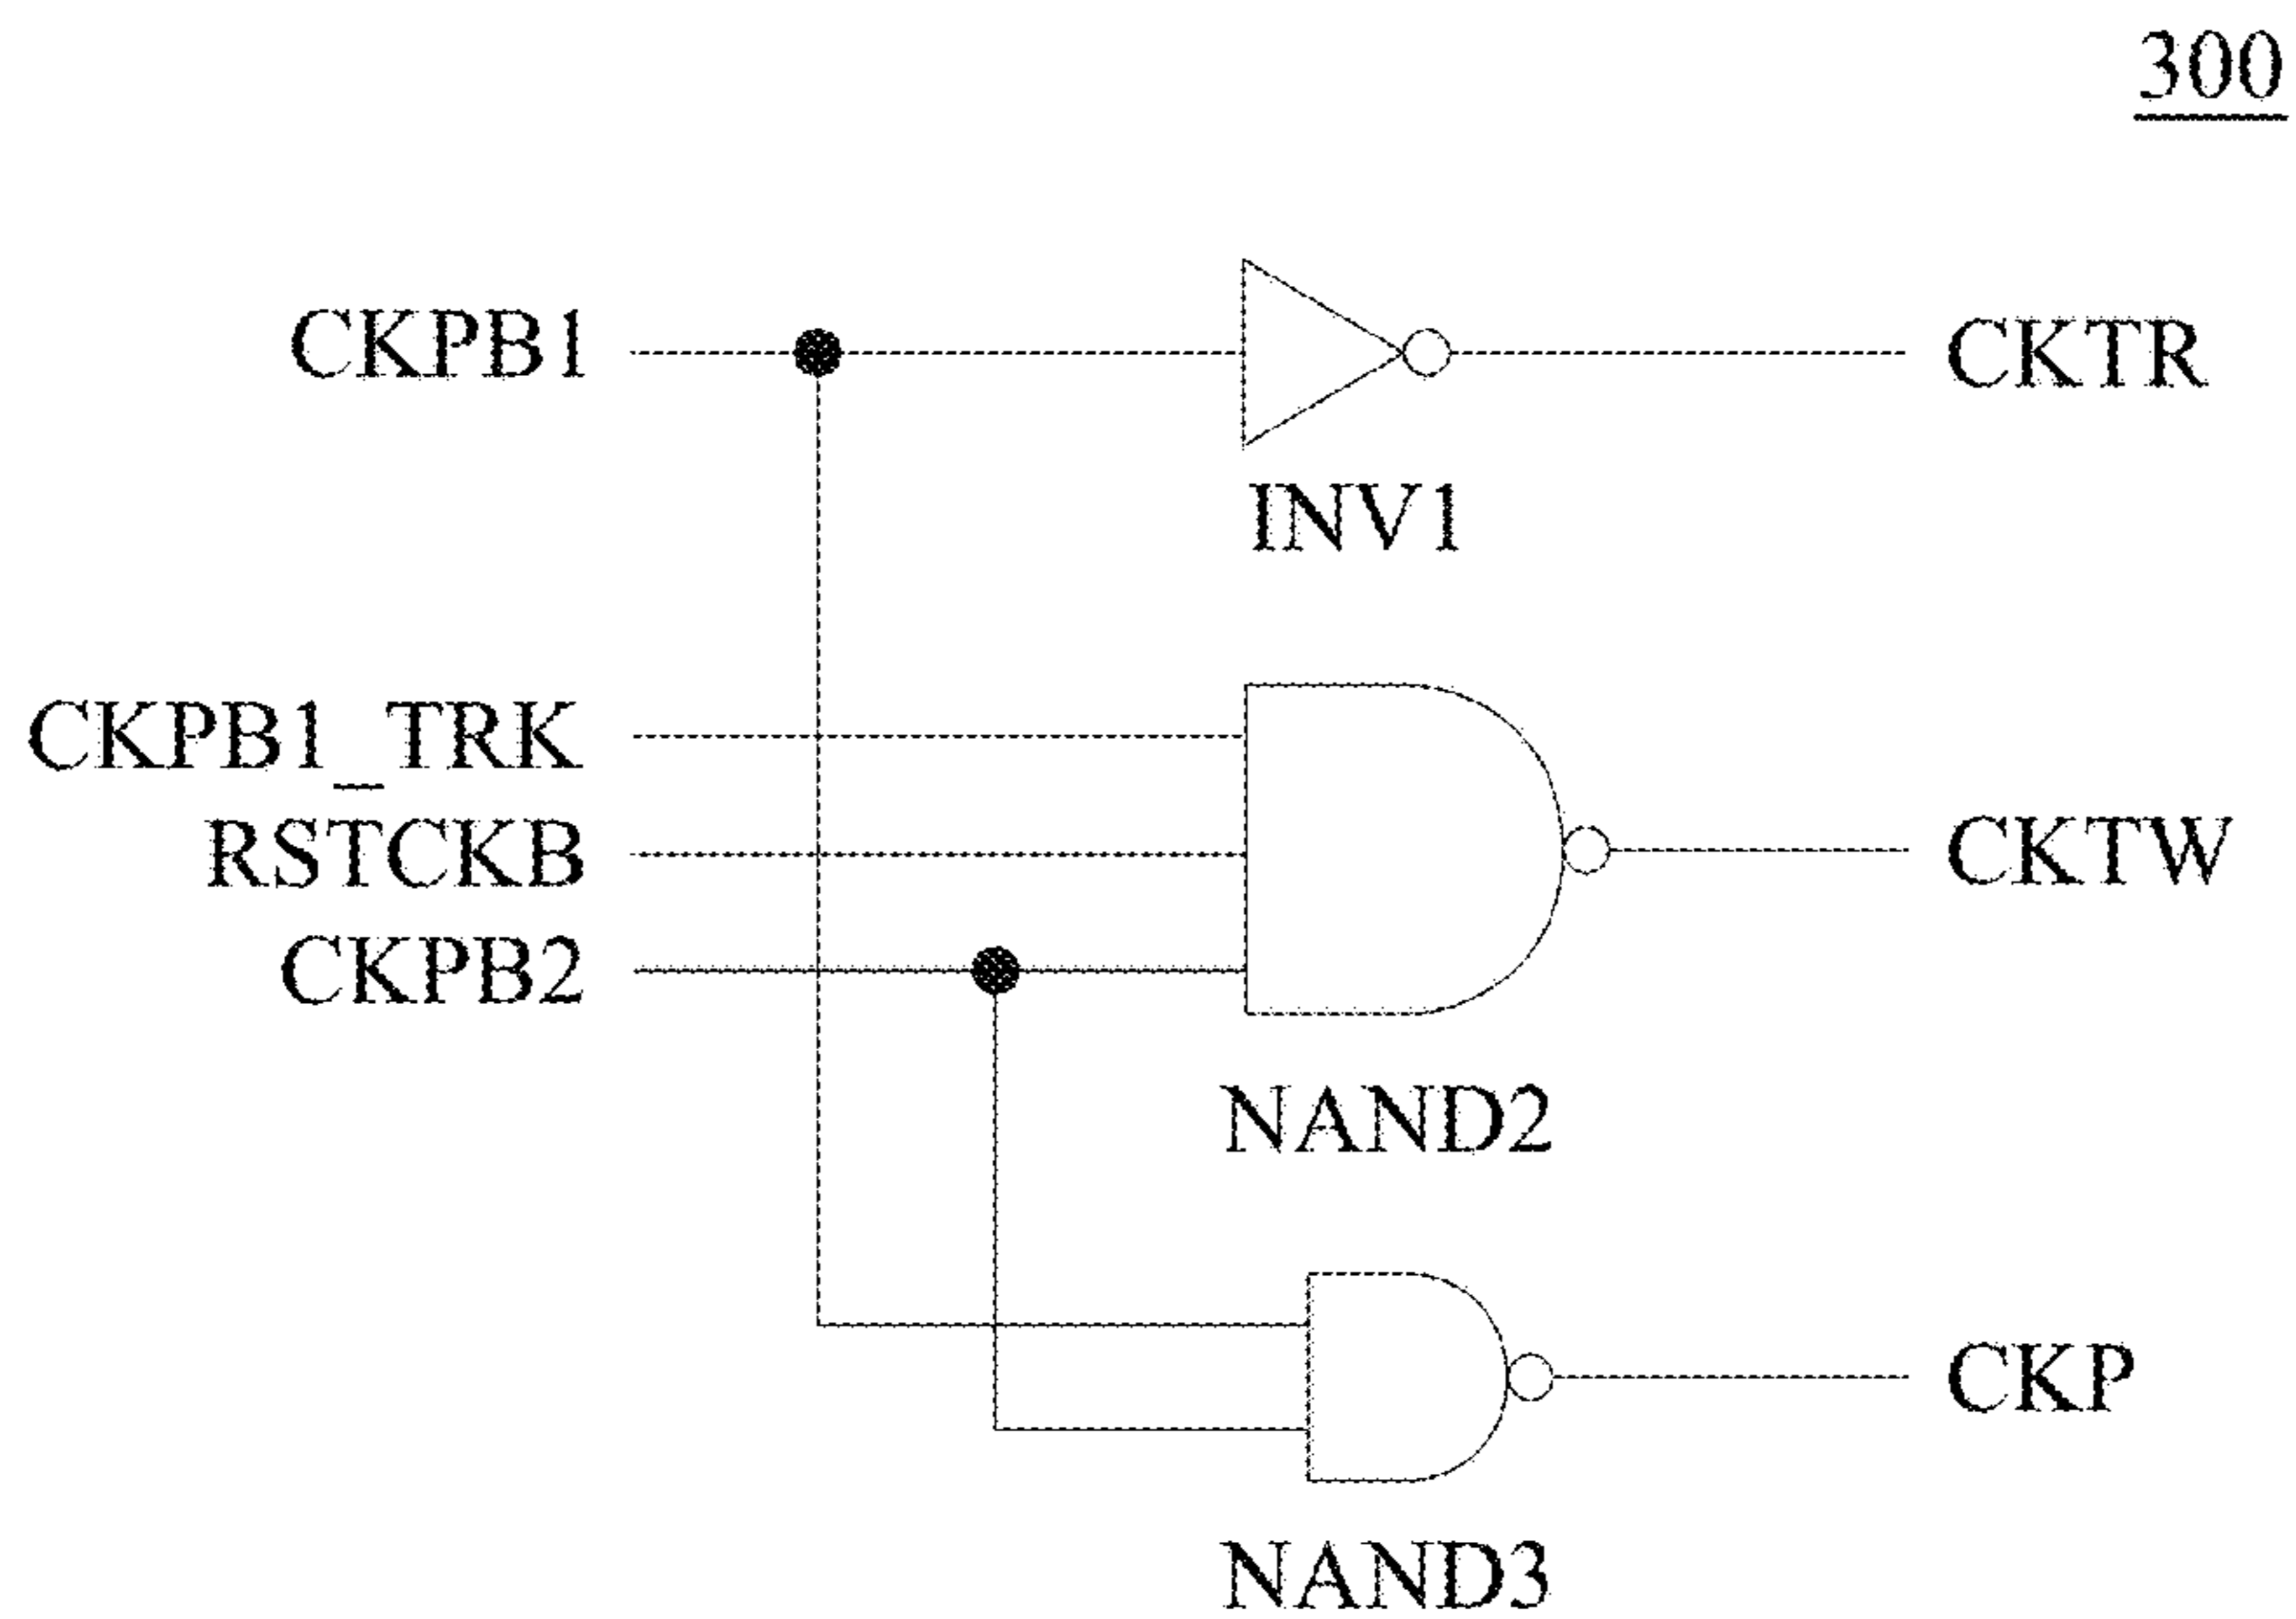 300
CKPB1
CKTR
INV1
CKPB1_TRK
RSTCKB
CKTW
CKPB2
NAND2
CKP
NAND3